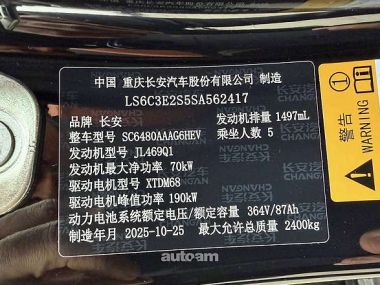 中国 重庆长安汽车股份有限公司 制造
LS6C3E2S5SA562417
品牌 长安 发动机排量 1497mL
整车型号 SC6480AAAG6HEV 乘坐人数 5
发动机型号 JL469Q1
发动机最大净功率 70kW
驱动电机型号 XTDM68
驱动电机峰值功率 190kW
动力电池系统额定电压/额定容量 364V/87Ah
制造年月 2025-10-25 最大允许总质量 2400kg
长安汽车
CHANGAN
警告
autoam